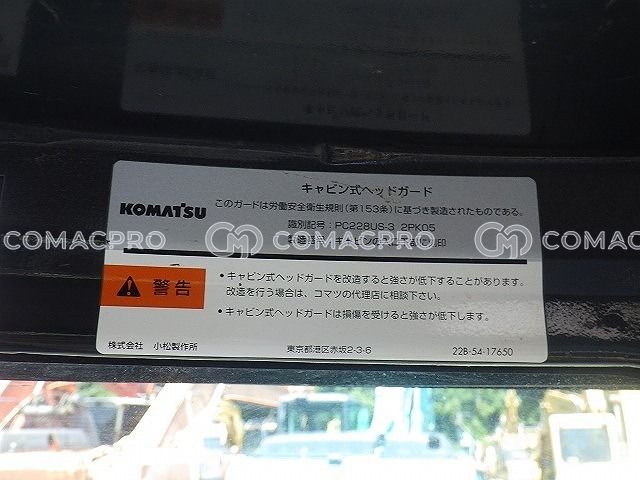 キャビン式ヘッドガード
KOMATSU
このガードは労働安全衛生規則(第153条)に基づき製造されたものである。
識別記号:PC228US-3 2PK05
COMACPRO CM COMACPRO CM COMACPRO
警告
・キャビン式ヘッドガードを改造すると強さが低下することがあります。
改造を行う場合は、コマツの代理店に相談下さい。
・キャビン式ヘッドガードは損傷を受けると強さが低下します。
株式会社 小松製作所 東京都港区赤坂2-3-6 22B-54-17650